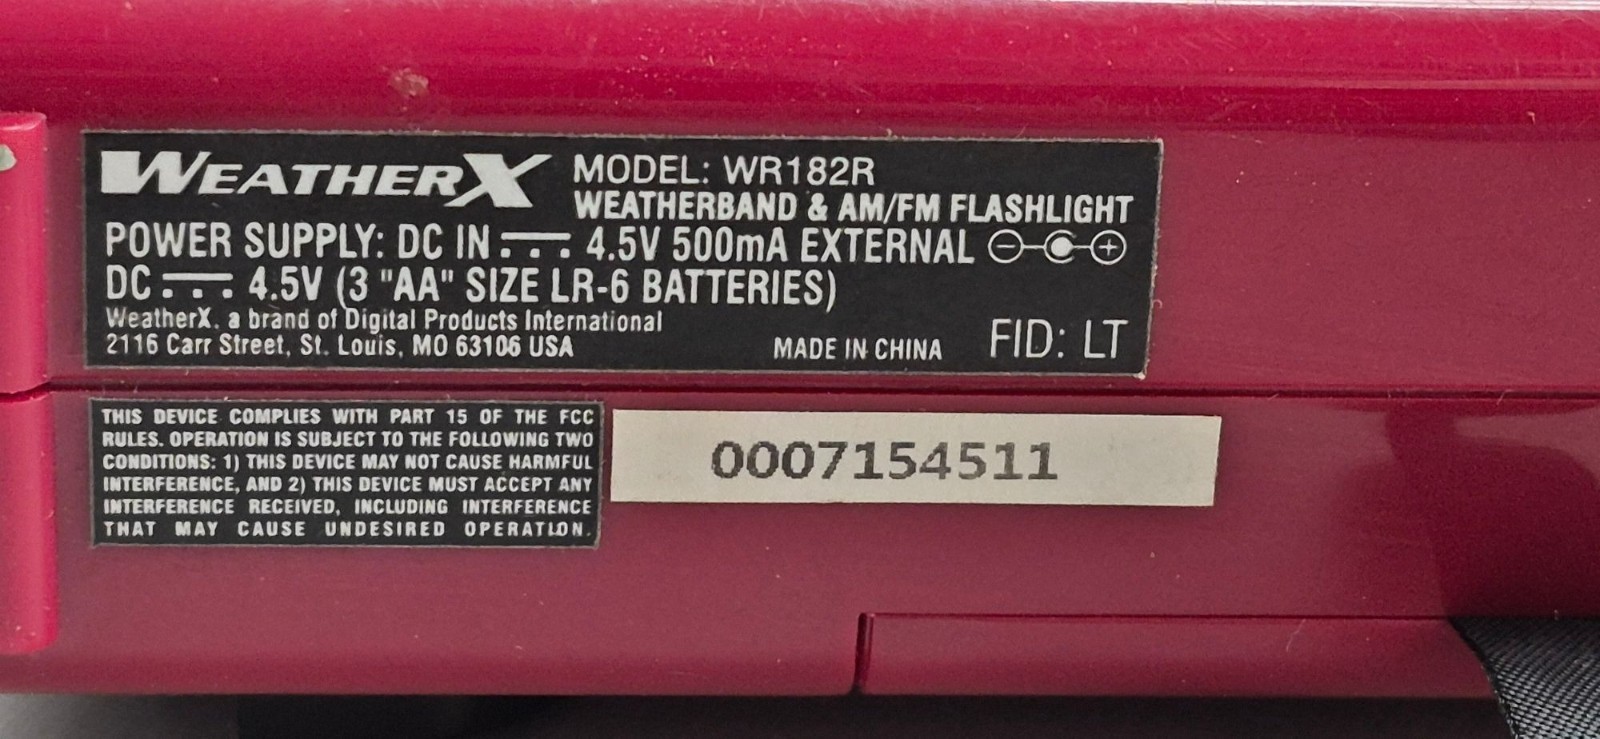 WEATHERX MODEL: WR182R
WEATHERBAND & AM/FM FLASHLIGHT
POWER SUPPLY: DC IN ⎓ 4.5V 500mA EXTERNAL ⊖-●-⊕
DC ⎓ 4.5V (3 "AA" SIZE LR-6 BATTERIES)
WeatherX. a brand of Digital Products International
2116 Carr Street, St. Louis, MO 63106 USA
MADE IN CHINA FID: LT
THIS DEVICE COMPLIES WITH PART 15 OF THE FCC
RULES. OPERATION IS SUBJECT TO THE FOLLOWING TWO
CONDITIONS: 1) THIS DEVICE MAY NOT CAUSE HARMFUL
INTERFERENCE, AND 2) THIS DEVICE MUST ACCEPT ANY
INTERFERENCE RECEIVED, INCLUDING INTERFERENCE
THAT MAY CAUSE UNDESIRED OPERATION.
0007154511